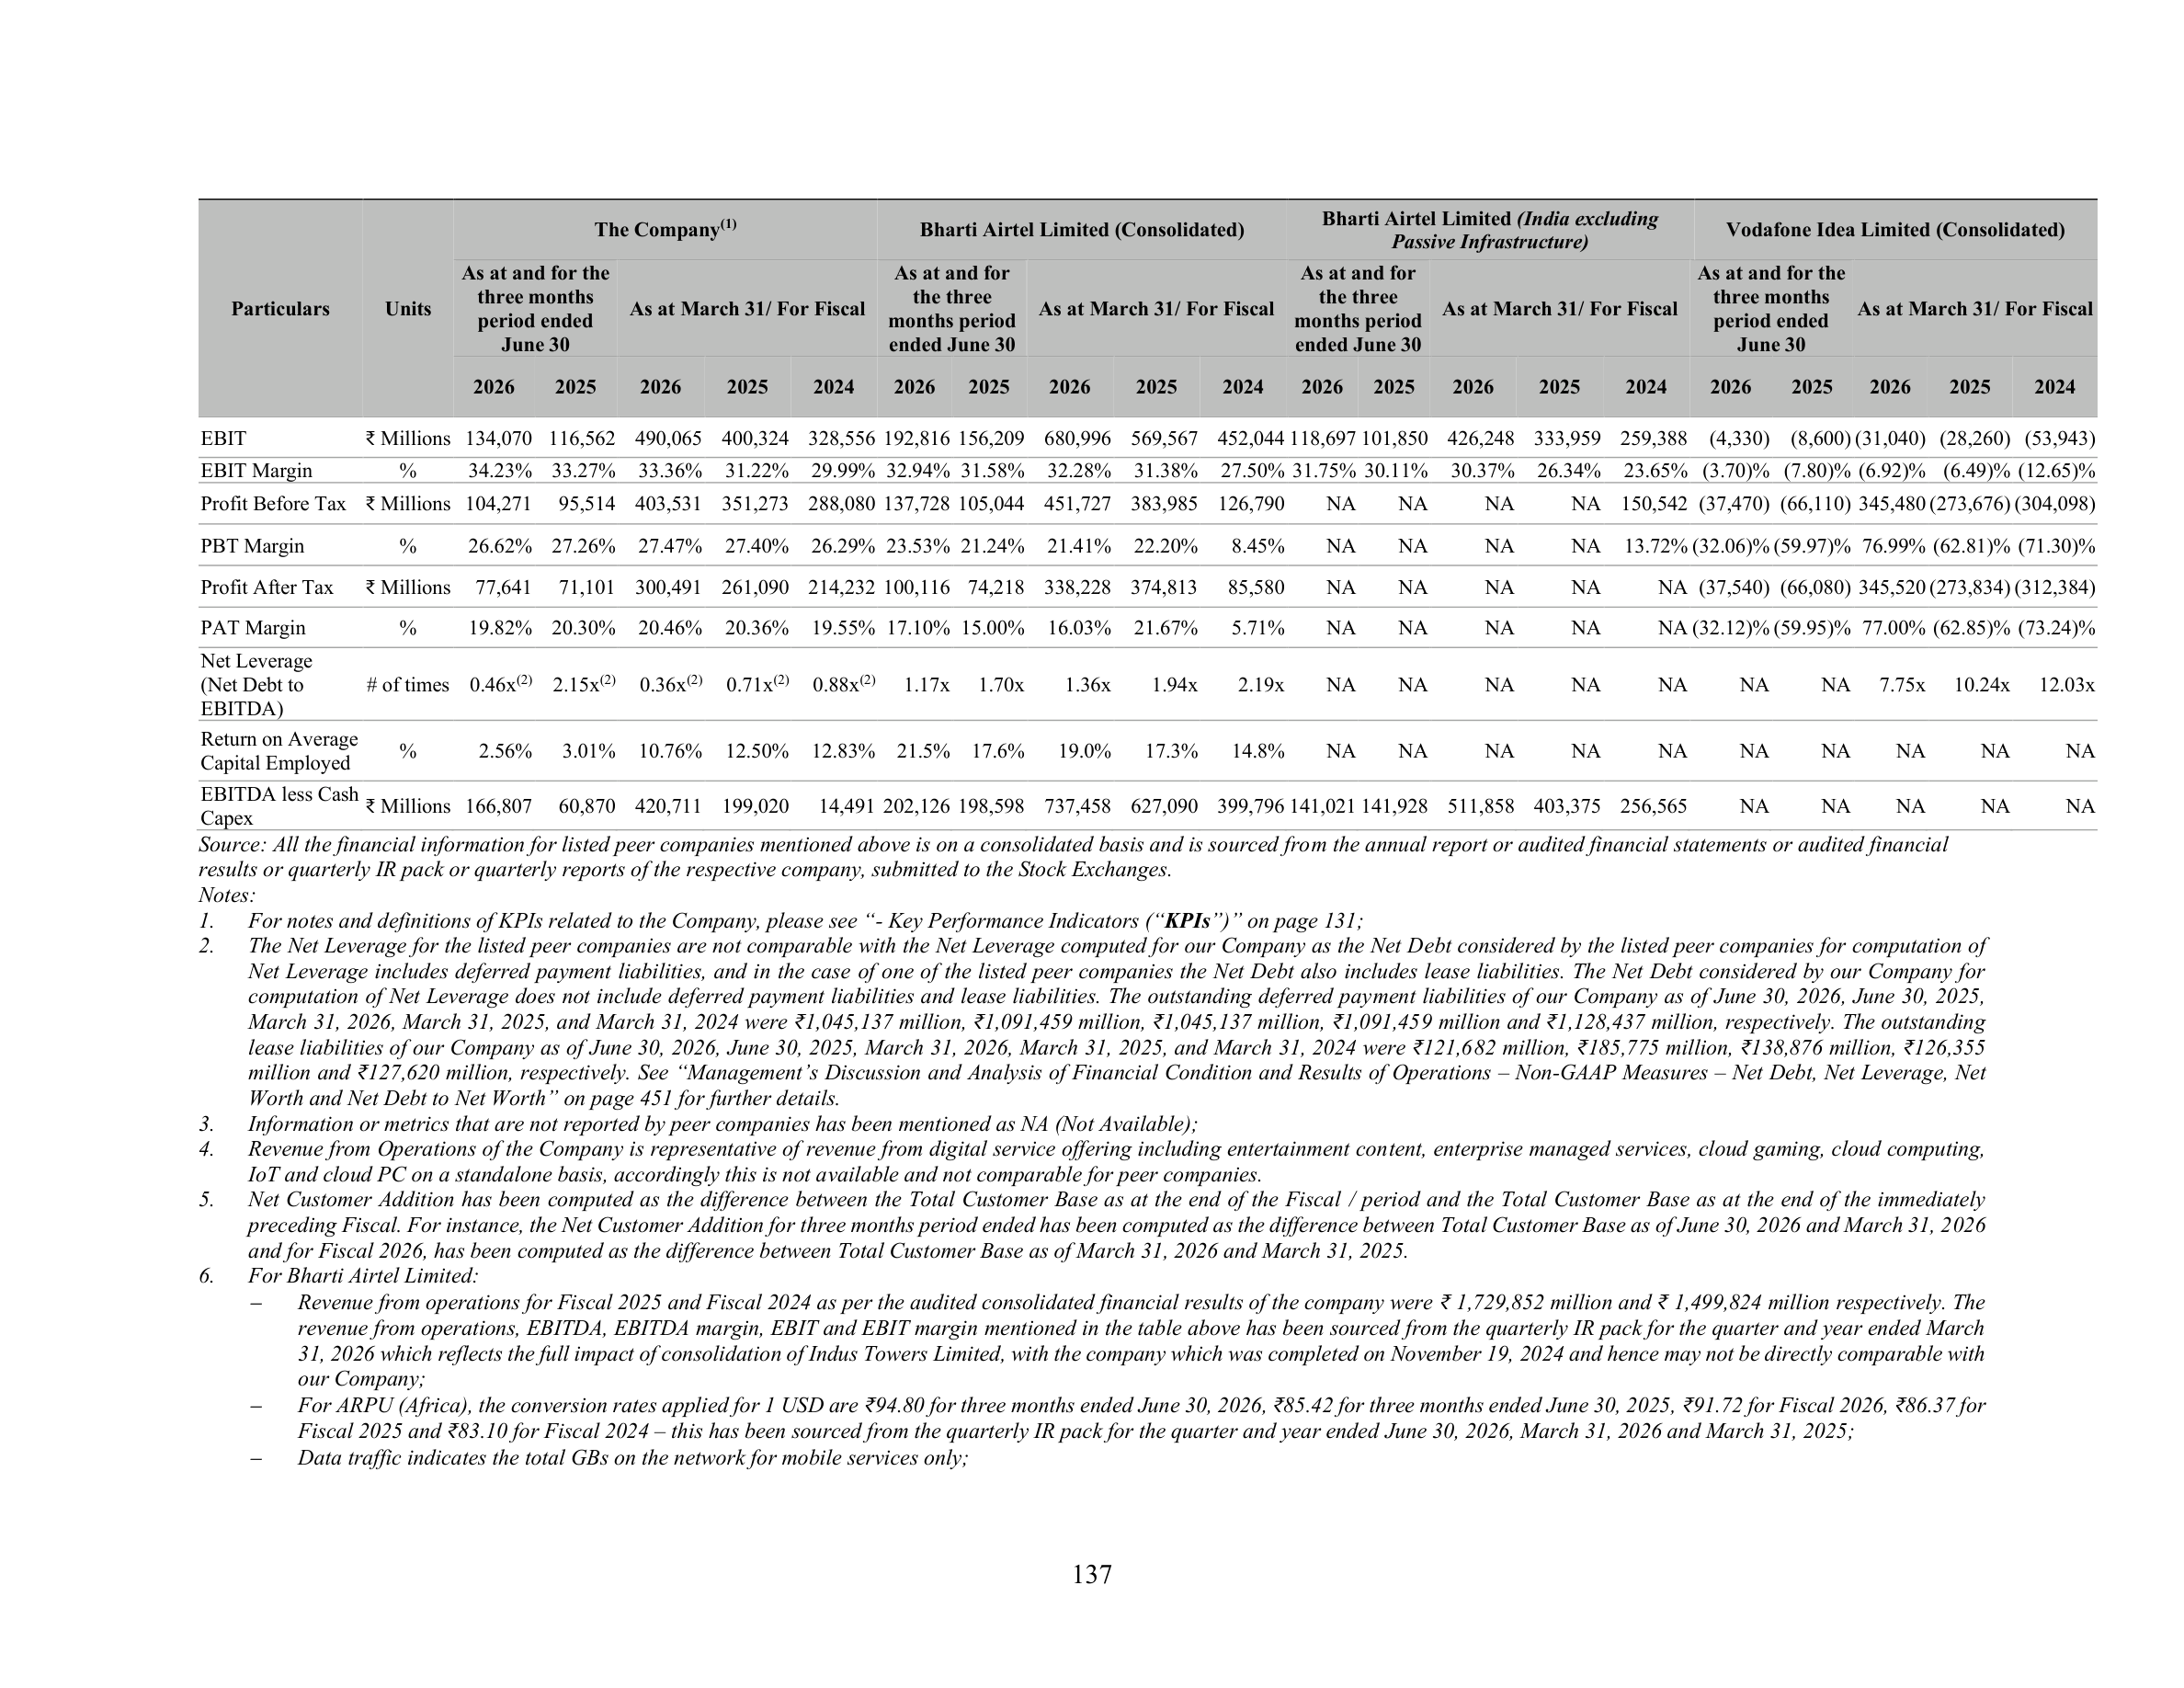 The Company(1) Bharti Airtel Limited (Consolidated) Bharti Airtel Limited (India excluding Passive Infrastructure) Vodafone Idea Limited (Consolidated)
Particulars Units As at and for the three months period ended June 30 As at March 31/ For Fiscal As at and for the three months period ended June 30 As at March 31/ For Fiscal As at and for the three months period ended June 30 As at March 31/ For Fiscal As at and for the three months period ended June 30 As at March 31/ For Fiscal
2026 2025 2026 2025 2024 2026 2025 2026 2025 2024 2026 2025 2026 2025 2024 2026 2025 2026 2025 2024
EBIT ₹ Millions 134,070 116,562 490,065 400,324 328,556 192,816 156,209 680,996 569,567 452,044 118,697 101,850 426,248 333,959 259,388 (4,330) (8,600) (31,040) (28,260) (53,943)
EBIT Margin % 34.23% 33.27% 33.36% 31.22% 29.99% 32.94% 31.58% 32.28% 31.38% 27.50% 31.75% 30.11% 30.37% 26.34% 23.65% (3.70)% (7.80)% (6.92)% (6.49)% (12.65)%
Profit Before Tax ₹ Millions 104,271 95,514 403,531 351,273 288,080 137,728 105,044 451,727 383,985 126,790 NA NA NA NA 150,542 (37,470) (66,110) 345,480 (273,676) (304,098)
PBT Margin % 26.62% 27.26% 27.47% 27.40% 26.29% 23.53% 21.24% 21.41% 22.20% 8.45% NA NA NA NA 13.72% (32.06)% (59.97)% 76.99% (62.81)% (71.30)%
Profit After Tax ₹ Millions 77,641 71,101 300,491 261,090 214,232 100,116 74,218 338,228 374,813 85,580 NA NA NA NA NA (37,540) (66,080) 345,520 (273,834) (312,384)
PAT Margin % 19.82% 20.30% 20.46% 20.36% 19.55% 17.10% 15.00% 16.03% 21.67% 5.71% NA NA NA NA NA (32.12)% (59.95)% 77.00% (62.85)% (73.24)%
Net Leverage (Net Debt to EBITDA) # of times 0.46x(2) 2.15x(2) 0.36x(2) 0.71x(2) 0.88x(2) 1.17x 1.70x 1.36x 1.94x 2.19x NA NA NA NA NA NA NA 7.75x 10.24x 12.03x
Return on Average Capital Employed % 2.56% 3.01% 10.76% 12.50% 12.83% 21.5% 17.6% 19.0% 17.3% 14.8% NA NA NA NA NA NA NA NA NA NA
EBITDA less Cash Capex ₹ Millions 166,807 60,870 420,711 199,020 14,491 202,126 198,598 737,458 627,090 399,796 141,021 141,928 511,858 403,375 256,565 NA NA NA NA NA
Source: All the financial information for listed peer companies mentioned above is on a consolidated basis and is sourced from the annual report or audited financial statements or audited financial
results or quarterly IR pack or quarterly reports of the respective company, submitted to the Stock Exchanges.
Notes:
1. For notes and definitions of KPIs related to the Company, please see “- Key Performance Indicators (“KPIs”)” on page 131;
2. The Net Leverage for the listed peer companies are not comparable with the Net Leverage computed for our Company as the Net Debt considered by the listed peer companies for computation of
Net Leverage includes deferred payment liabilities, and in the case of one of the listed peer companies the Net Debt also includes lease liabilities. The Net Debt considered by our Company for
computation of Net Leverage does not include deferred payment liabilities and lease liabilities. The outstanding deferred payment liabilities of our Company as of June 30, 2026, June 30, 2025,
March 31, 2026, March 31, 2025, and March 31, 2024 were ₹1,045,137 million, ₹1,091,459 million, ₹1,045,137 million, ₹1,091,459 million and ₹1,128,437 million, respectively. The outstanding
lease liabilities of our Company as of June 30, 2026, June 30, 2025, March 31, 2026, March 31, 2025, and March 31, 2024 were ₹121,682 million, ₹185,775 million, ₹138,876 million, ₹126,355
million and ₹127,620 million, respectively. See “Management’s Discussion and Analysis of Financial Condition and Results of Operations – Non-GAAP Measures – Net Debt, Net Leverage, Net
Worth and Net Debt to Net Worth” on page 451 for further details.
3. Information or metrics that are not reported by peer companies has been mentioned as NA (Not Available);
4. Revenue from Operations of the Company is representative of revenue from digital service offering including entertainment content, enterprise managed services, cloud gaming, cloud computing,
IoT and cloud PC on a standalone basis, accordingly this is not available and not comparable for peer companies.
5. Net Customer Addition has been computed as the difference between the Total Customer Base as at the end of the Fiscal / period and the Total Customer Base as at the end of the immediately
preceding Fiscal. For instance, the Net Customer Addition for three months period ended has been computed as the difference between Total Customer Base as of June 30, 2026 and March 31, 2026
and for Fiscal 2026, has been computed as the difference between Total Customer Base as of March 31, 2026 and March 31, 2025.
6. For Bharti Airtel Limited:
– Revenue from operations for Fiscal 2025 and Fiscal 2024 as per the audited consolidated financial results of the company were ₹ 1,729,852 million and ₹ 1,499,824 million respectively. The
revenue from operations, EBITDA, EBITDA margin, EBIT and EBIT margin mentioned in the table above has been sourced from the quarterly IR pack for the quarter and year ended March
31, 2026 which reflects the full impact of consolidation of Indus Towers Limited, with the company which was completed on November 19, 2024 and hence may not be directly comparable with
our Company;
– For ARPU (Africa), the conversion rates applied for 1 USD are ₹94.80 for three months ended June 30, 2026, ₹85.42 for three months ended June 30, 2025, ₹91.72 for Fiscal 2026, ₹86.37 for
Fiscal 2025 and ₹83.10 for Fiscal 2024 – this has been sourced from the quarterly IR pack for the quarter and year ended June 30, 2026, March 31, 2026 and March 31, 2025;
– Data traffic indicates the total GBs on the network for mobile services only;
137